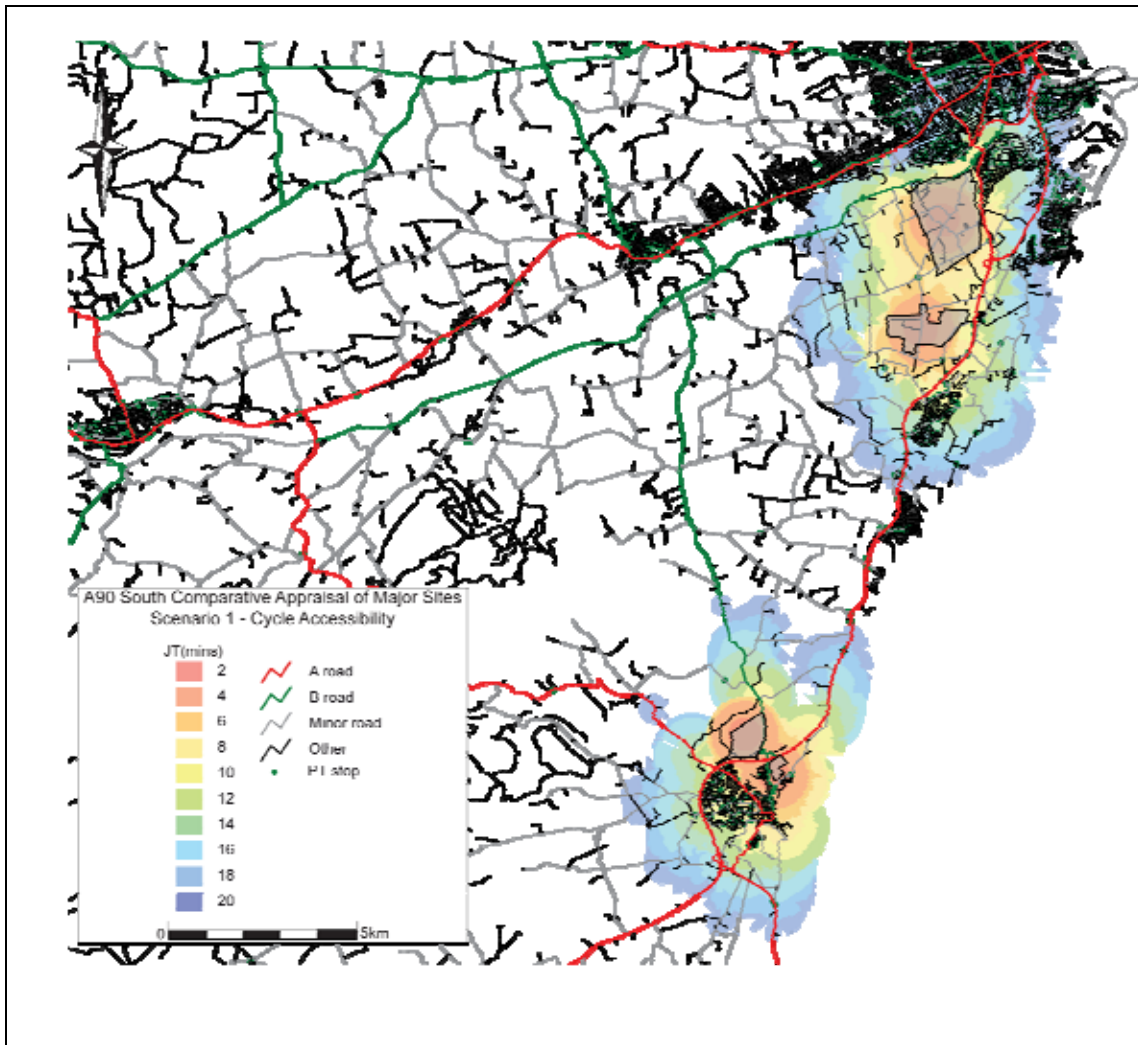 A90 South Comparative Appraisal of Major Sites
Scenario 1 - Cycle Accessibility
JT(mins)
2
4
6
8
10
12
14
16
18
20
A road
B road
Minor road
Other
PT stop
0
5km